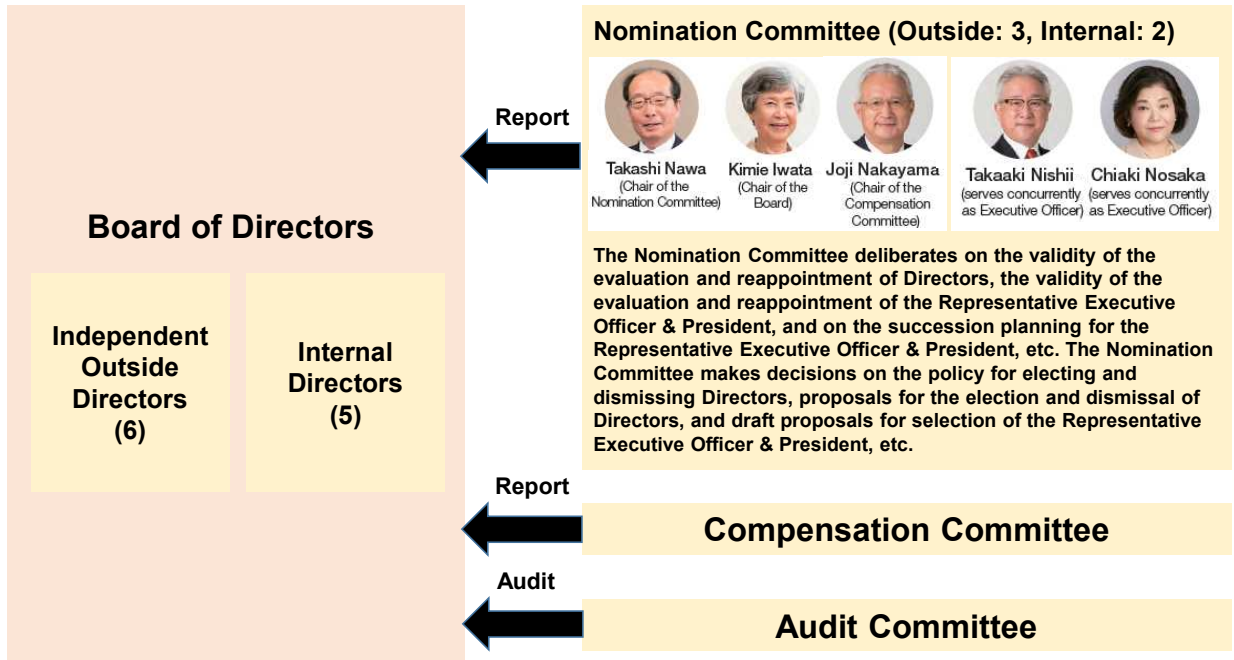 Board of Directors
Independent
Outside
Directors
(6)
Internal
Directors
(5)
Report
Nomination Committee (Outside: 3, Internal: 2)
Takashi Nawa
(Chair of the
Nomination Committee)
Kimie Iwata
(Chair of the
Board)
Joji Nakayama
(Chair of the
Compensation
Committee)
Takaaki Nishii
(serves concurrently
as Executive Officer)
Chiaki Nosaka
(serves concurrently
as Executive Officer)
The Nomination Committee deliberates on the validity of the
evaluation and reappointment of Directors, the validity of the
evaluation and reappointment of the Representative Executive
Officer & President, and on the succession planning for the
Representative Executive Officer & President, etc. The Nomination
Committee makes decisions on the policy for electing and
dismissing Directors, proposals for the election and dismissal of
Directors, and draft proposals for selection of the Representative
Executive Officer & President, etc.
Report
Compensation Committee
Audit
Audit Committee